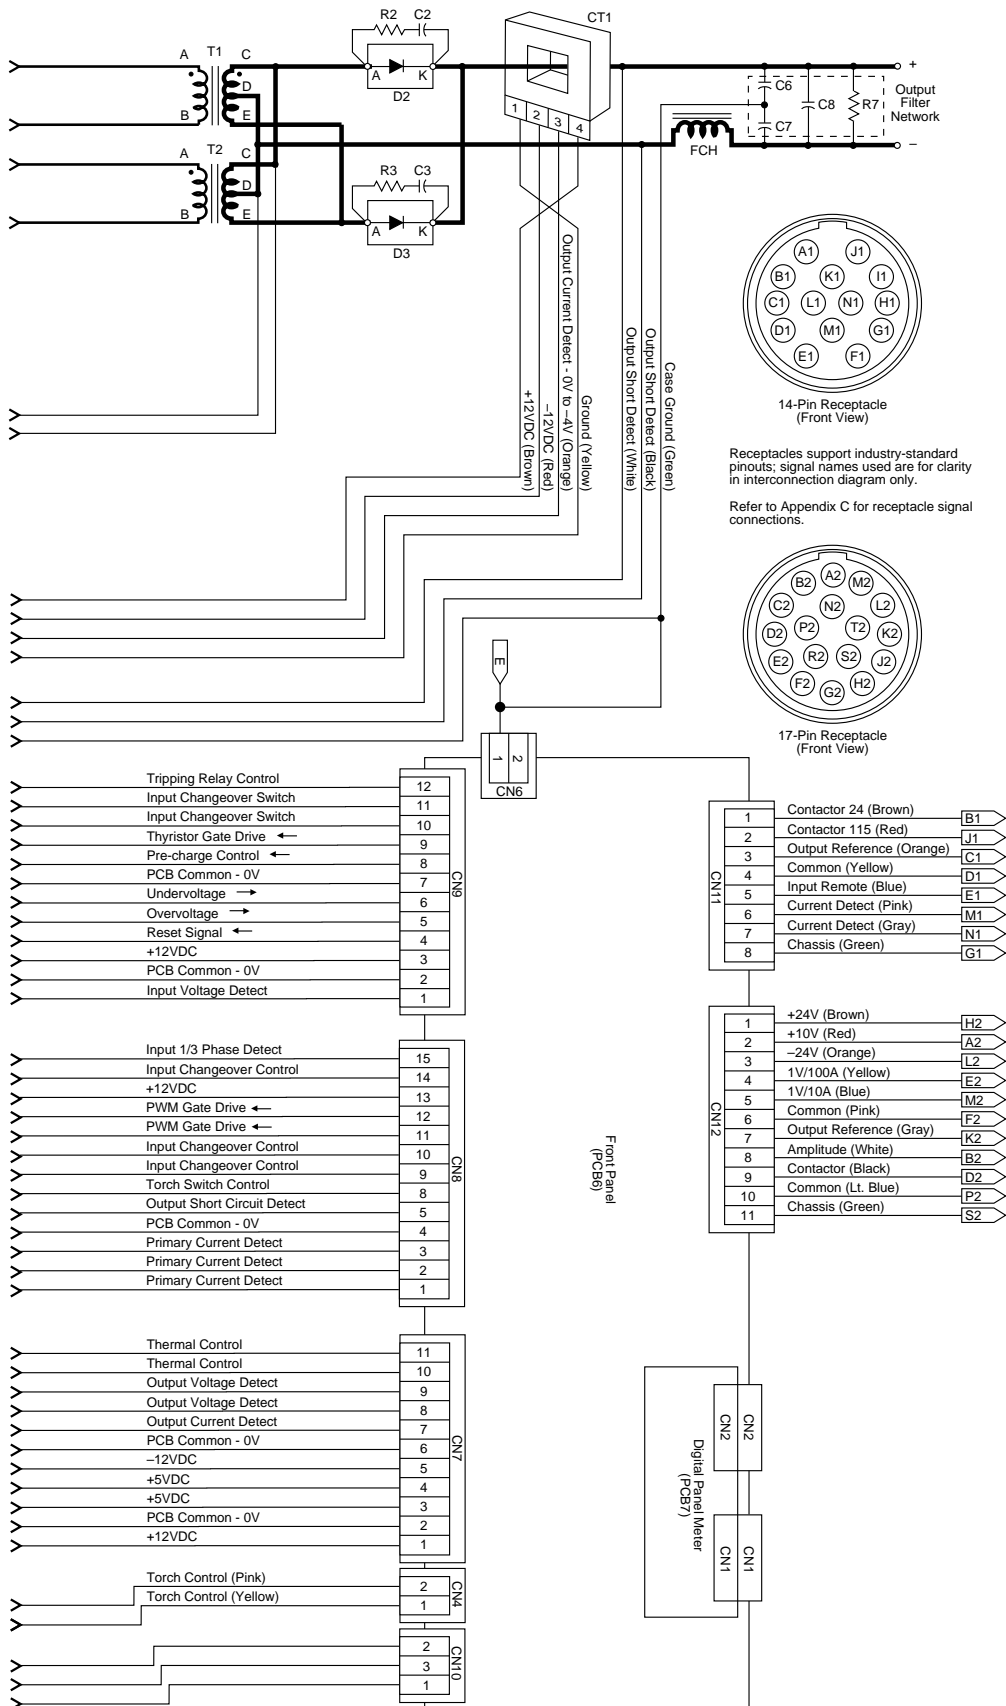 R2
C2
CT1
A
T1
C
D
B
E
A
K
D2
1
2
3
4
+
C6
C7
C8
R7
Output
Filter
Network
–
FCH
A
T2
C
D
B
E
R3
C3
A
K
D3
+12VDC (Brown)
–12VDC (Red)
Output Current Detect - 0V to –4V (Orange)
Ground (Yellow)
Output Short Detect (White)
Output Short Detect (Black)
Case Ground (Green)
A1
J1
B1
K1
I1
C1
L1
N1
H1
D1
M1
G1
E1
F1
14-Pin Receptacle
(Front View)
Receptacles support industry-standard
pinouts; signal names used are for clarity
in interconnection diagram only.
Refer to Appendix C for receptacle signal
connections.
A2
B2
M2
C2
N2
L2
D2
P2
T2
K2
E2
R2
S2
J2
F2
G2
H2
17-Pin Receptacle
(Front View)
E
1
2
CN6
Tripping Relay Control
12
Input Changeover Switch
11
Input Changeover Switch
10
Thyristor Gate Drive ←
9
Pre-charge Control ←
8
PCB Common - 0V
7
Undervoltage →
6
Overvoltage →
5
Reset Signal ←
4
+12VDC
3
PCB Common - 0V
2
Input Voltage Detect
1
CN9
Input 1/3 Phase Detect
15
Input Changeover Control
14
+12VDC
13
PWM Gate Drive ←
12
PWM Gate Drive ←
11
Input Changeover Control
10
Input Changeover Control
9
Torch Switch Control
8
Output Short Circuit Detect
5
PCB Common - 0V
4
Primary Current Detect
3
Primary Current Detect
2
Primary Current Detect
1
CN8
Thermal Control
11
Thermal Control
10
Output Voltage Detect
9
Output Voltage Detect
8
Output Current Detect
7
PCB Common - 0V
6
–12VDC
5
+5VDC
4
+5VDC
3
PCB Common - 0V
2
+12VDC
1
CN7
Torch Control (Pink)
2
Torch Control (Yellow)
1
CN4
2
3
1
CN10
Front Panel
(PCB6)
CN11
1
Contactor 24 (Brown)
B1
2
Contactor 115 (Red)
J1
3
Output Reference (Orange)
C1
4
Common (Yellow)
D1
5
Input Remote (Blue)
E1
6
Current Detect (Pink)
M1
7
Current Detect (Gray)
N1
8
Chassis (Green)
G1
CN12
1
+24V (Brown)
H2
2
+10V (Red)
A2
3
–24V (Orange)
L2
4
1V/100A (Yellow)
E2
5
1V/10A (Blue)
M2
6
Common (Pink)
F2
7
Output Reference (Gray)
K2
8
Amplitude (White)
B2
9
Contactor (Black)
D2
10
Common (Lt. Blue)
P2
11
Chassis (Green)
S2
Digital Panel Meter
(PCB7)
CN2
CN2
CN1
CN1